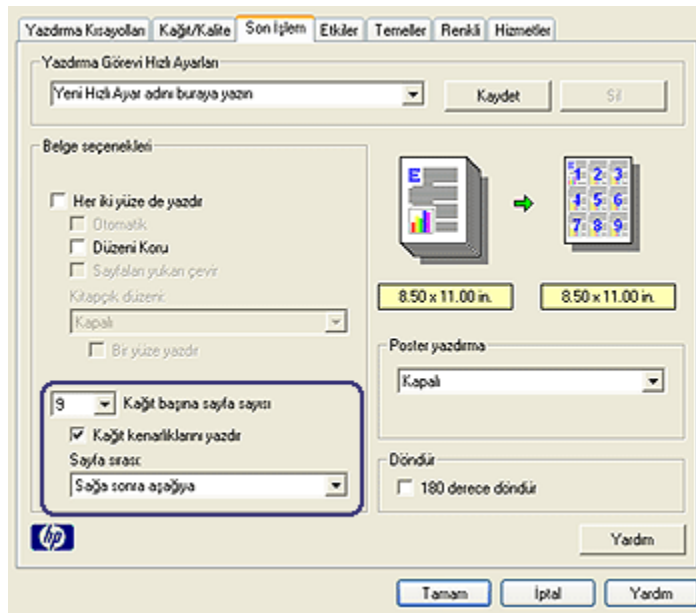 Yazdırma Kısayolları Kağıt/Kalite Son İşlem Etkiler Temeller Renkli Hizmetler
Yazdırma Görevi Hızlı Ayarları
Yeni Hızlı Ayar adını buraya yazın Kaydet Sil
Belge seçenekleri
Her iki yüze de yazdır
Otomatik
Düzeni Koru
Sayfaları yukarı çevir
Kitapçık düzeni:
Kapalı
Bir yüze yazdır
9 Kağıt başına sayfa sayısı
Kağıt kenarlıklarını yazdır
Sayfa sırası:
Sağa sonra aşağıya
E
1 2 3
4 5 6
7 8 9
8.50 x 11.00 in. 8.50 x 11.00 in.
Poster yazdırma
Kapalı
Döndür
180 derece döndür
hp
Yardım
Tamam İptal Yardım